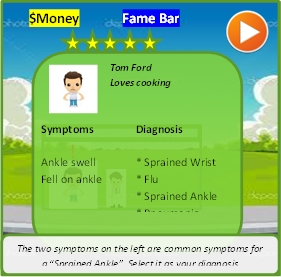 $Money Fame Bar
Tom Ford
Loves cooking
Symptoms Diagnosis
Ankle swell * Sprained Wrist
Fell on ankle * Flu
* Sprained Ankle
* Pneumonia
The two symptoms on the left are common symptoms for
a “Sprained Ankle”. Select it as your diagnosis